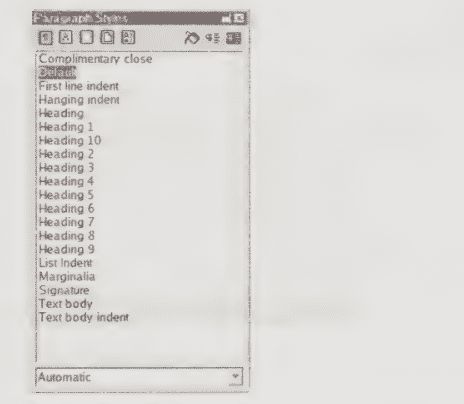 Paragraph Styles
Complimentary close
Default
First line indent
Hanging indent
Heading
Heading 1
Heading 10
Heading 2
Heading 3
Heading 4
Heading 5
Heading 6
Heading 7
Heading 8
Heading 9
List Indent
Marginalia
Signature
Text body
Text body indent
Automatic